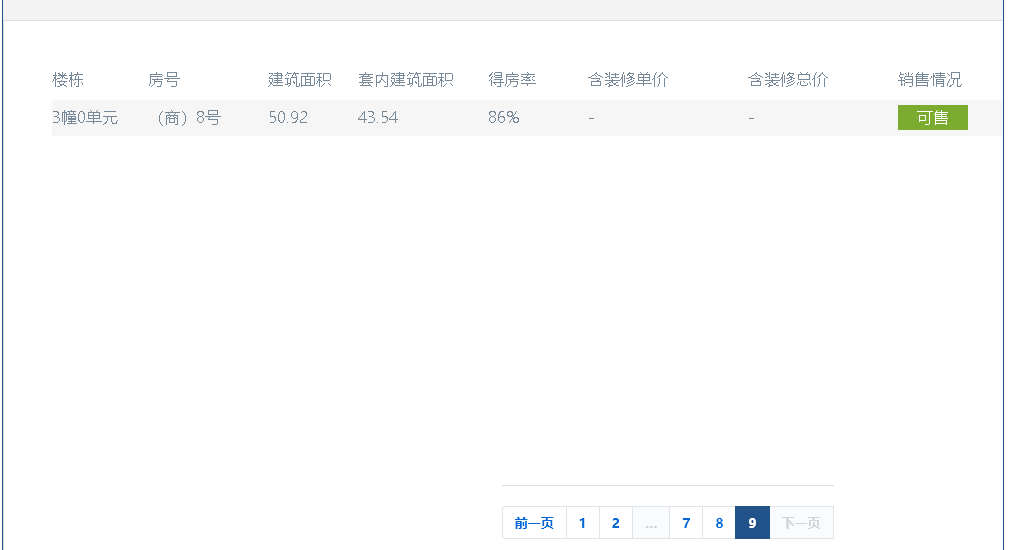 楼栋 房号 建筑面积 套内建筑面积 得房率 含装修单价 含装修总价 销售情况
3幢0单元 （商）8号 50.92 43.54 86% - - 可售
前一页 1 2 ... 7 8 9 下一页